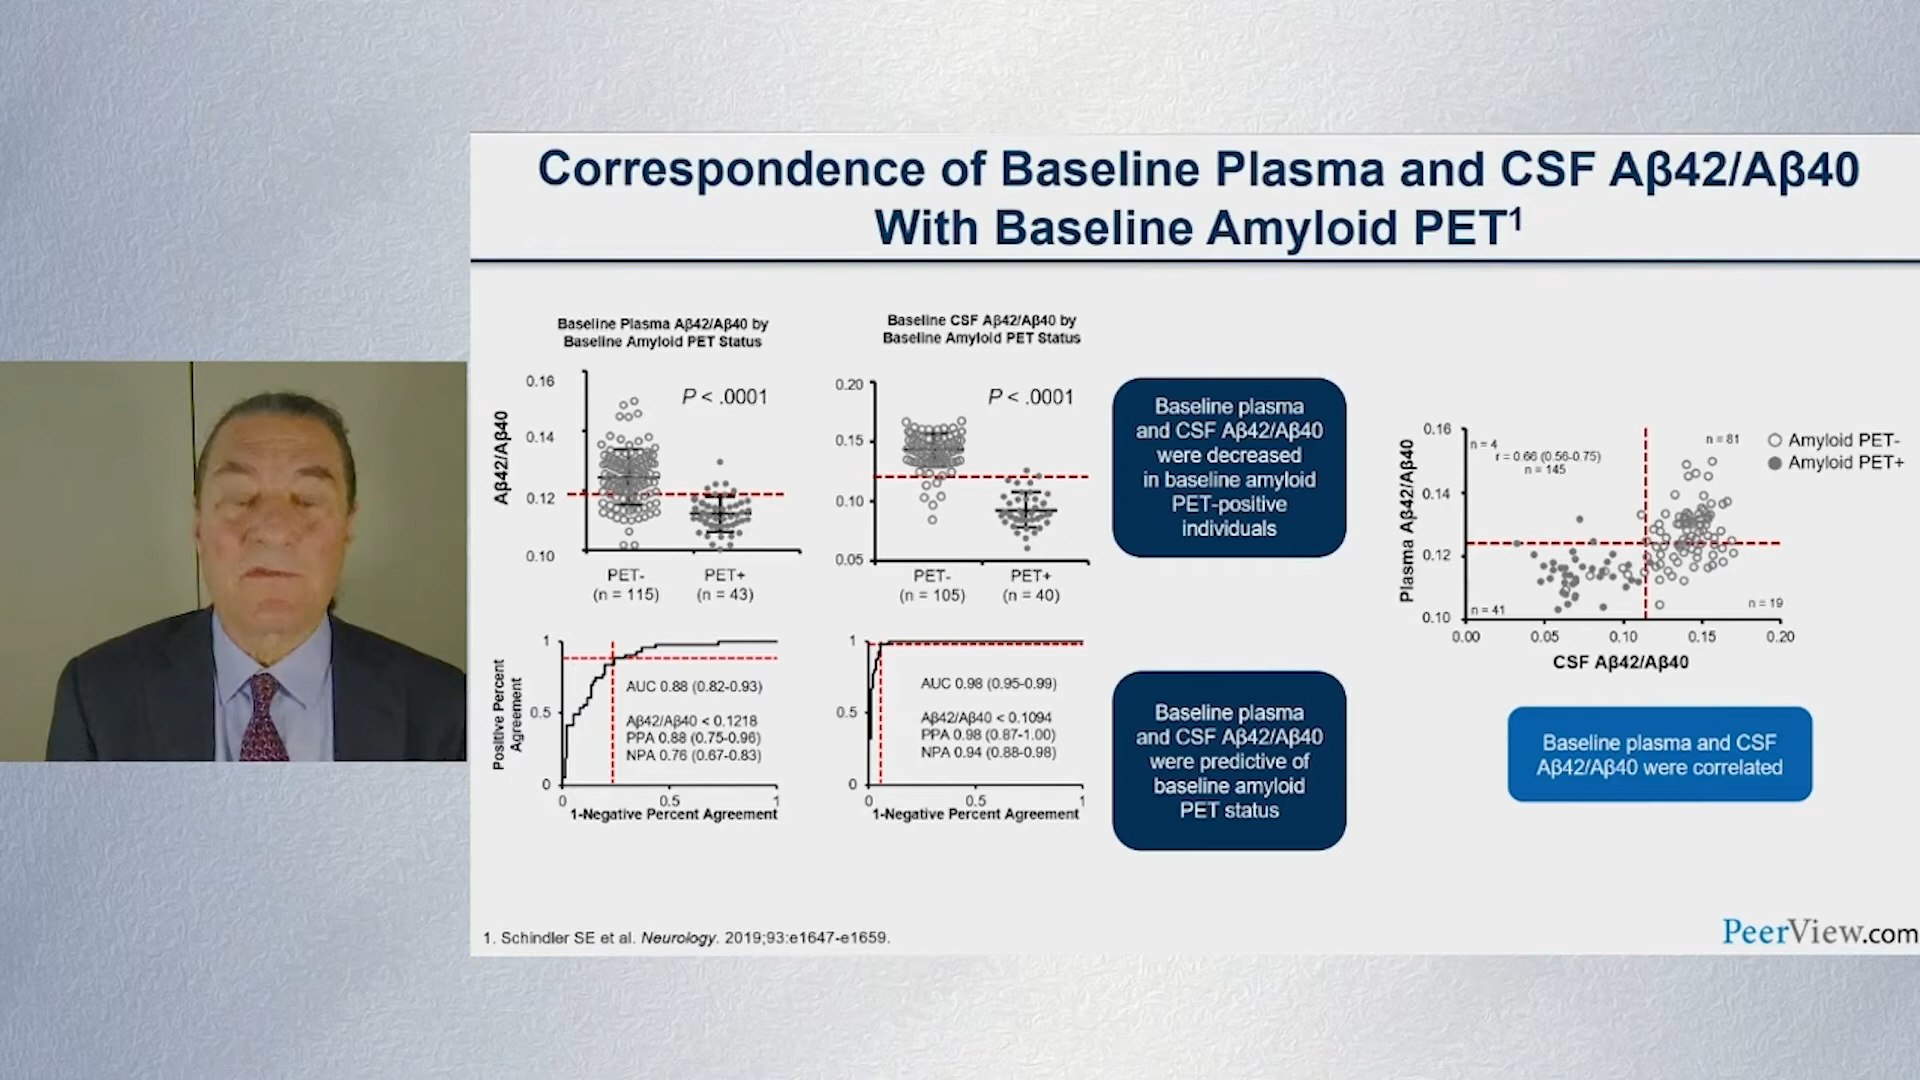 Correspondence of Baseline Plasma and CSF Aβ42/Aβ40
With Baseline Amyloid PET1
Baseline Plasma Aβ42/Aβ40 by
Baseline Amyloid PET Status
Aβ42/Aβ40
0.16
0.14
0.12
0.10
P < .0001
PET-
(n = 115)
PET+
(n = 43)
Baseline CSF Aβ42/Aβ40 by
Baseline Amyloid PET Status
0.20
0.15
0.10
0.05
P < .0001
PET-
(n = 105)
PET+
(n = 40)
Baseline plasma
and CSF Aβ42/Aβ40
were decreased
in baseline amyloid
PET-positive
individuals
Plasma Aβ42/Aβ40
0.16
0.14
0.12
0.10
n = 4
r = 0.66 (0.56-0.75)
n = 145
n = 81
n = 41
n = 19
0.00
0.05
0.10
0.15
0.20
CSF Aβ42/Aβ40
Amyloid PET-
Amyloid PET+
Positive Percent
Agreement
1
0.5
0
AUC 0.88 (0.82-0.93)
Aβ42/Aβ40 < 0.1218
PPA 0.88 (0.75-0.96)
NPA 0.76 (0.67-0.83)
0
0.5
1
1-Negative Percent Agreement
1
0.5
0
AUC 0.98 (0.95-0.99)
Aβ42/Aβ40 < 0.1094
PPA 0.98 (0.87-1.00)
NPA 0.94 (0.88-0.98)
0
0.5
1
1-Negative Percent Agreement
Baseline plasma
and CSF Aβ42/Aβ40
were predictive of
baseline amyloid
PET status
Baseline plasma and CSF
Aβ42/Aβ40 were correlated
1. Schindler SE et al. Neurology. 2019;93:e1647-e1659.
PeerView.com